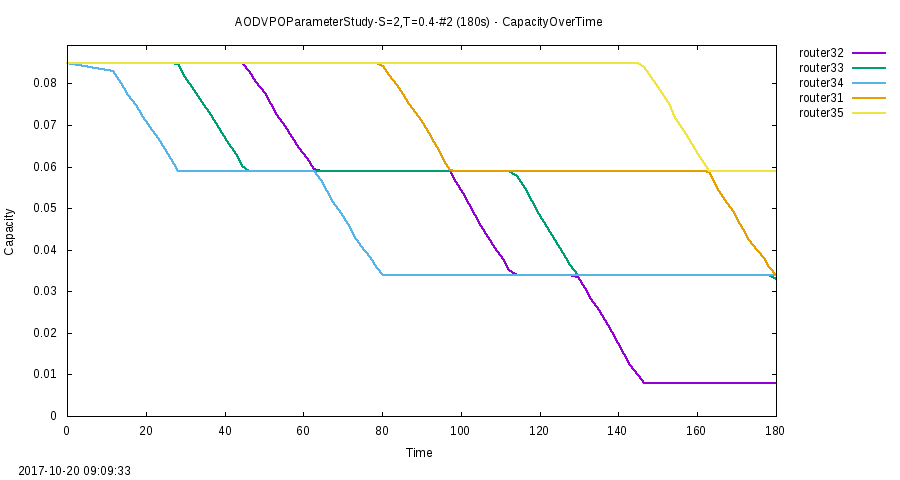 AODVPOParameterStudy-S=2,T=0.4-#2 (180s) - CapacityOverTime
router32
router33
router34
router31
router35
0.08
0.07
0.06
0.05
0.04
0.03
0.02
0.01
0
Capacity
0 20 40 60 80 100 120 140 160 180
Time
2017-10-20 09:09:33